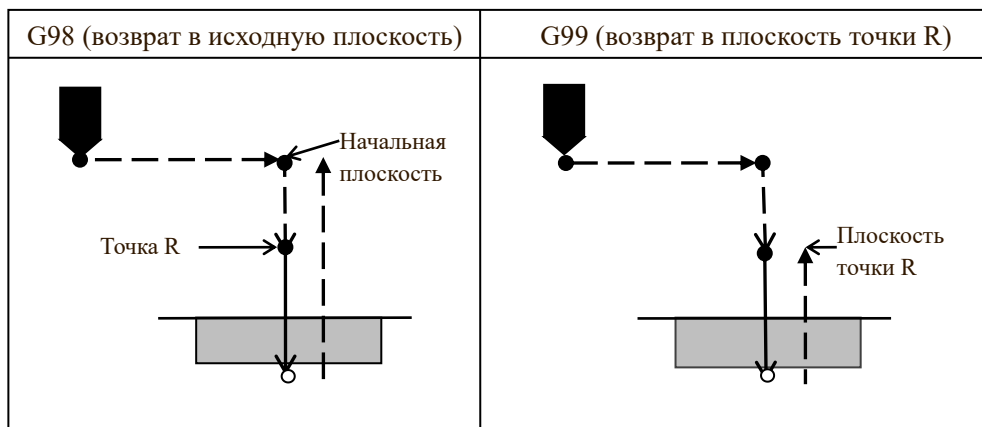 G98 (возврат в исходную плоскость)
G99 (возврат в плоскость точки R)
Начальная
плоскость
Точка R
Плоскость
точки R